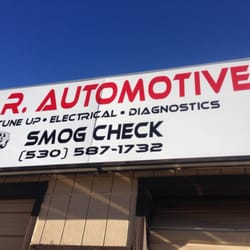 R. AUTOMOTIVE
TUNE UP • ELECTRICAL • DIAGNOSTICS
SMOG CHECK
(530) 587-1732